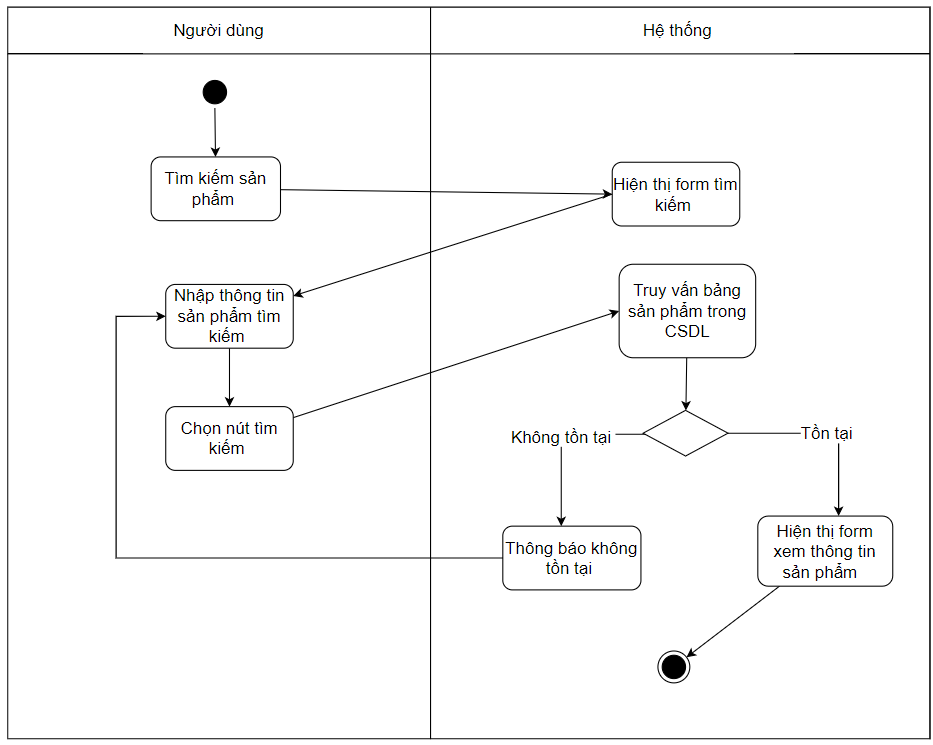 Người dùng
Hệ thống
Tìm kiếm sản
phẩm
Hiện thị form tìm
kiếm
Nhập thông tin
sản phẩm tìm
kiếm
Truy vấn bảng
sản phẩm trong
CSDL
Chọn nút tìm
kiếm
Không tồn tại
Tồn tại
Thông báo không
tồn tại
Hiện thị form
xem thông tin
sản phẩm